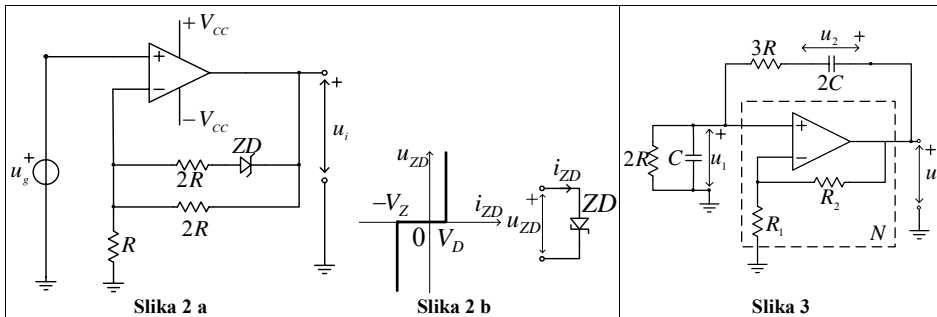 +V_CC
+
−
−V_CC
u_g
+
ZD
2R
2R
R
+
u_i
Slika 2 a
u_ZD
−V_Z
i_ZD
0
V_D
i_ZD
+
u_ZD
ZD
Slika 2 b
u_2
+
3R
2C
2R
C
+
u_1
+
−
R_2
R_1
N
+
u
Slika 3